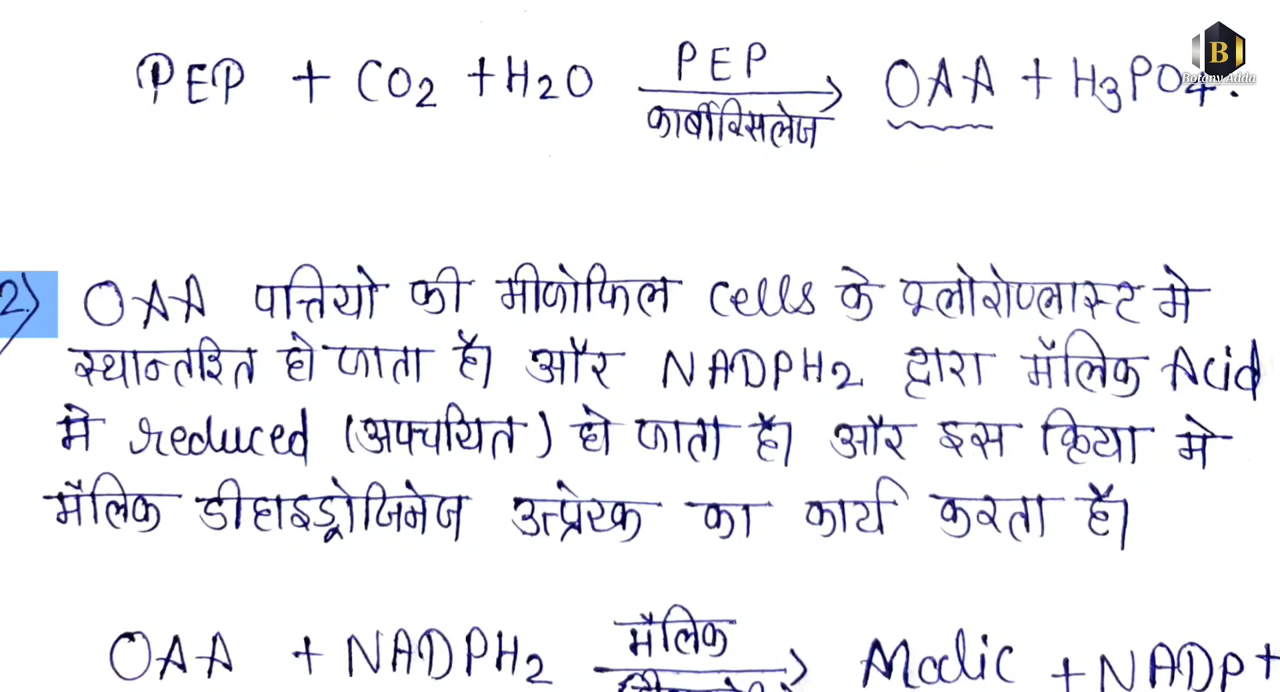 PEP + CO2 + H2O PEP कार्बोक्सिलेज OAA + H3PO4.
B
Botany Adda
2) OAA पत्तियो की मीजोफिल cells के क्लोरोप्लास्ट मे
स्थान्तरित हो जाता है। और NADPH2 द्वारा मॅलिक Acid
मे reduced (अपचयित) हो जाता है। और इस क्रिया मे
मॅलिक डीहाइड्रोजिनेज उत्प्रेरक का कार्य करता है।
OAA + NADPH2 मॅलिक Malic + NADP+